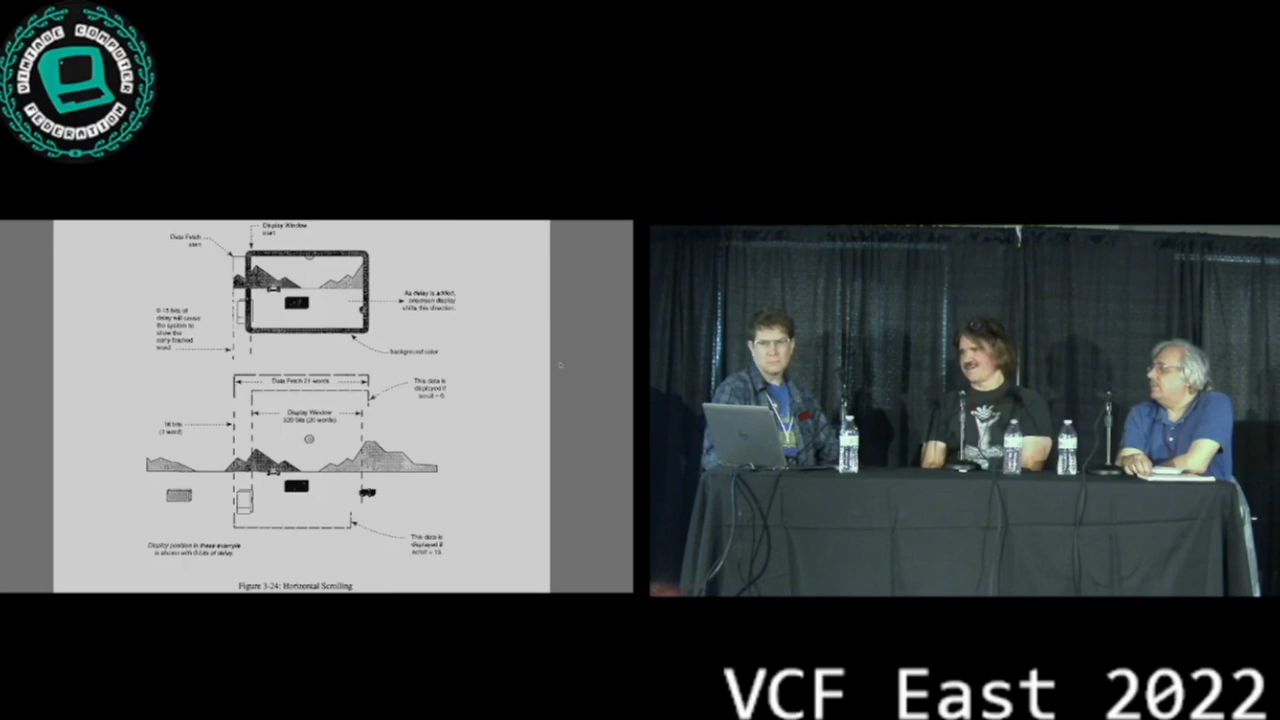 VINTAGE COMPUTER
FEDERATION
Display Window
start
Data Fetch
start
As delay is added,
onscreen display
shifts this direction.
0-15 bits of
delay will cause
the system to
show the
early fetched
word
background color
Data Fetch 21 words
This data is
displayed if
scroll = 0.
Display Window
320 bits (20 words)
16 bits
(1 word)
This data is
displayed if
scroll = 15.
Display position in these example
is shown with 0 bits of delay.
Figure 3-24: Horizontal Scrolling
VCF East 2022